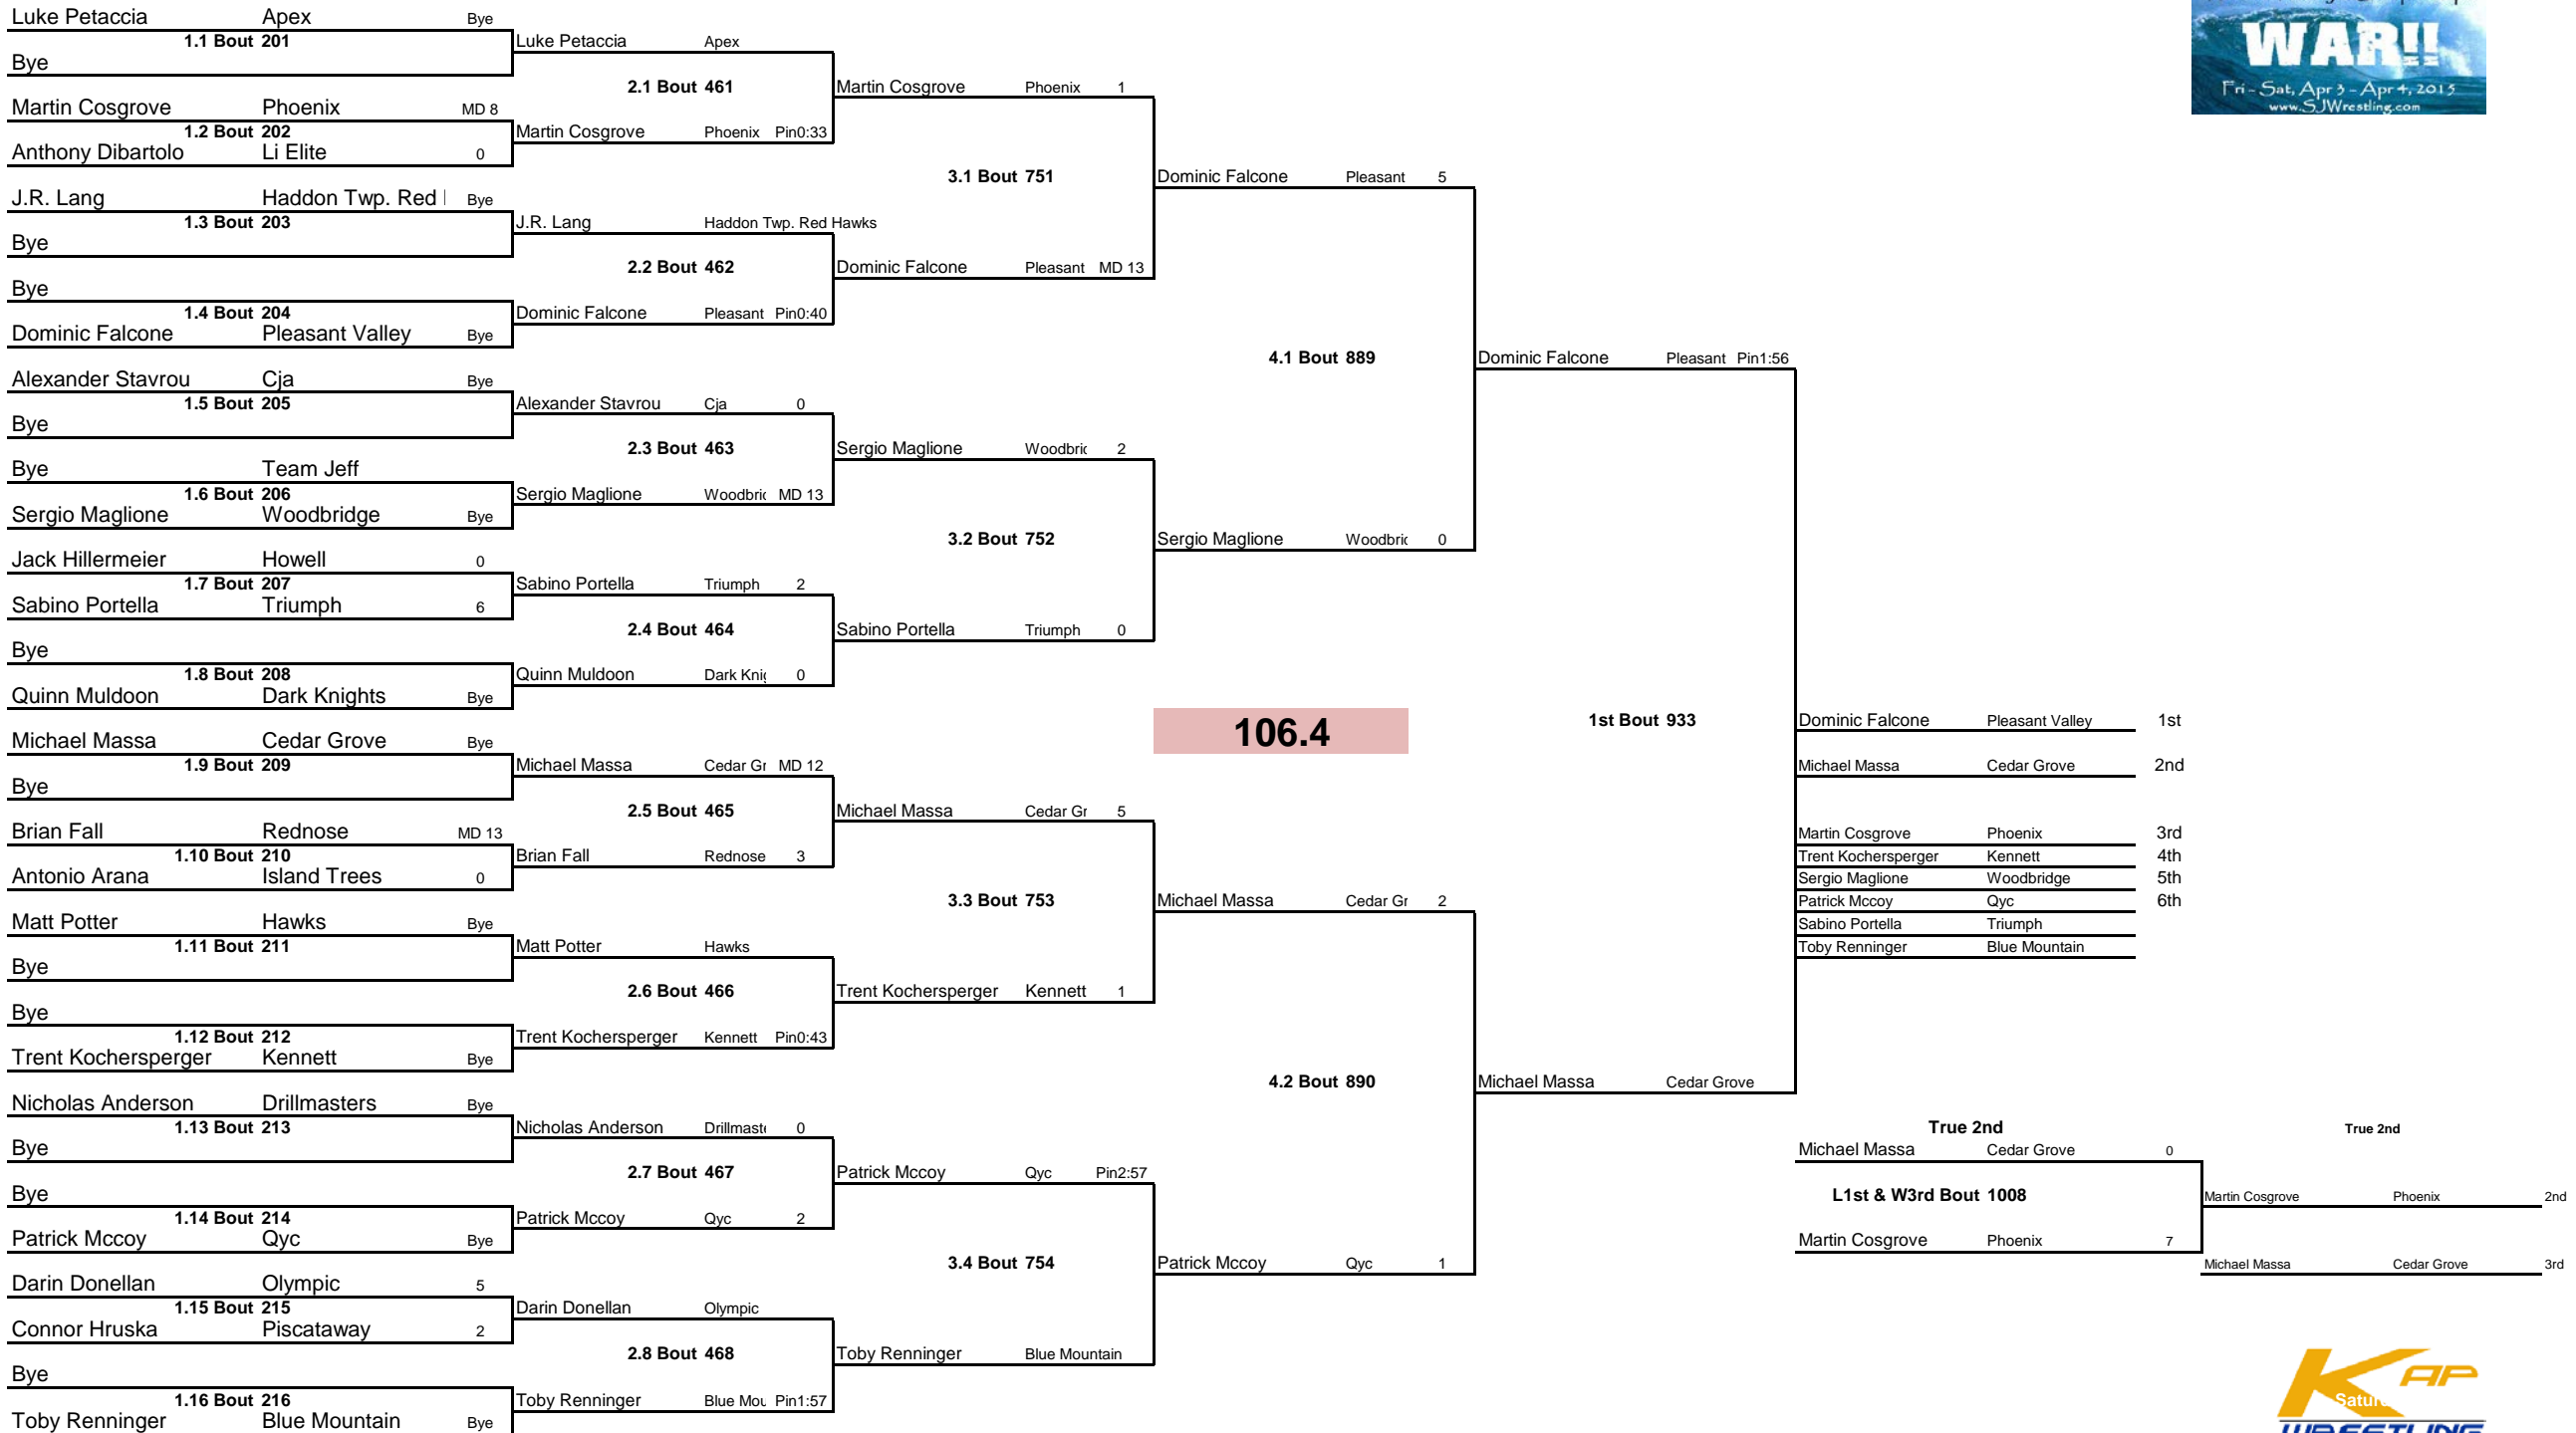 Luke Petaccia Apex Bye
1.1 Bout 201
Bye
Martin Cosgrove Phoenix MD 8
1.2 Bout 202
Anthony Dibartolo Li Elite 0
J.R. Lang Haddon Twp. Red Bye
1.3 Bout 203
Bye
Bye
1.4 Bout 204
Dominic Falcone Pleasant Valley Bye
Alexander Stavrou Cja Bye
1.5 Bout 205
Bye
Bye Team Jeff
1.6 Bout 206
Sergio Maglione Woodbridge Bye
Jack Hillermeier Howell 0
1.7 Bout 207
Sabino Portella Triumph 6
Bye
1.8 Bout 208
Quinn Muldoon Dark Knights Bye
Michael Massa Cedar Grove Bye
1.9 Bout 209
Bye
Brian Fall Rednose MD 13
1.10 Bout 210
Antonio Arana Island Trees 0
Matt Potter Hawks Bye
1.11 Bout 211
Bye
Bye
1.12 Bout 212
Trent Kochersperger Kennett Bye
Nicholas Anderson Drillmasters Bye
1.13 Bout 213
Bye
Bye
1.14 Bout 214
Patrick Mccoy Qyc Bye
Darin Donellan Olympic 5
1.15 Bout 215
Connor Hruska Piscataway 2
Bye
1.16 Bout 216
Toby Renninger Blue Mountain Bye
Luke Petaccia Apex
2.1 Bout 461
Martin Cosgrove Phoenix Pin0:33
J.R. Lang Haddon Twp. Red Hawks
2.2 Bout 462
Dominic Falcone Pleasant Pin0:40
Alexander Stavrou Cja 0
2.3 Bout 463
Sergio Maglione Woodbric MD 13
Sabino Portella Triumph 2
2.4 Bout 464
Quinn Muldoon Dark Knig 0
Michael Massa Cedar Gr MD 12
2.5 Bout 465
Brian Fall Rednose 3
Matt Potter Hawks
2.6 Bout 466
Trent Kochersperger Kennett Pin0:43
Nicholas Anderson Drillmast 0
2.7 Bout 467
Patrick Mccoy Qyc 2
Darin Donellan Olympic
2.8 Bout 468
Toby Renninger Blue Mou Pin1:57
Martin Cosgrove Phoenix 1
3.1 Bout 751
Dominic Falcone Pleasant MD 13
Sergio Maglione Woodbric 2
3.2 Bout 752
Sabino Portella Triumph 0
Michael Massa Cedar Gr 5
3.3 Bout 753
Trent Kochersperger Kennett 1
Patrick Mccoy Qyc Pin2:57
3.4 Bout 754
Toby Renninger Blue Mountain
Dominic Falcone Pleasant 5
4.1 Bout 889
Sergio Maglione Woodbric 0
106.4
Michael Massa Cedar Gr 2
4.2 Bout 890
Patrick Mccoy Qyc 1
Dominic Falcone Pleasant Pin1:56
1st Bout 933
Michael Massa Cedar Grove
Dominic Falcone Pleasant Valley 1st
Michael Massa Cedar Grove 2nd
Martin Cosgrove Phoenix 3rd
Trent Kochersperger Kennett 4th
Sergio Maglione Woodbridge 5th
Patrick Mccoy Qyc 6th
Sabino Portella Triumph
Toby Renninger Blue Mountain
True 2nd
Michael Massa Cedar Grove 0
L1st & W3rd Bout 1008
Martin Cosgrove Phoenix 7
True 2nd
Martin Cosgrove Phoenix 2nd
Michael Massa Cedar Grove 3rd
WAR!!
Fri - Sat, Apr 3 - Apr 4, 2015
www.SJWrestling.com
KAP
Satur
WRESTLING